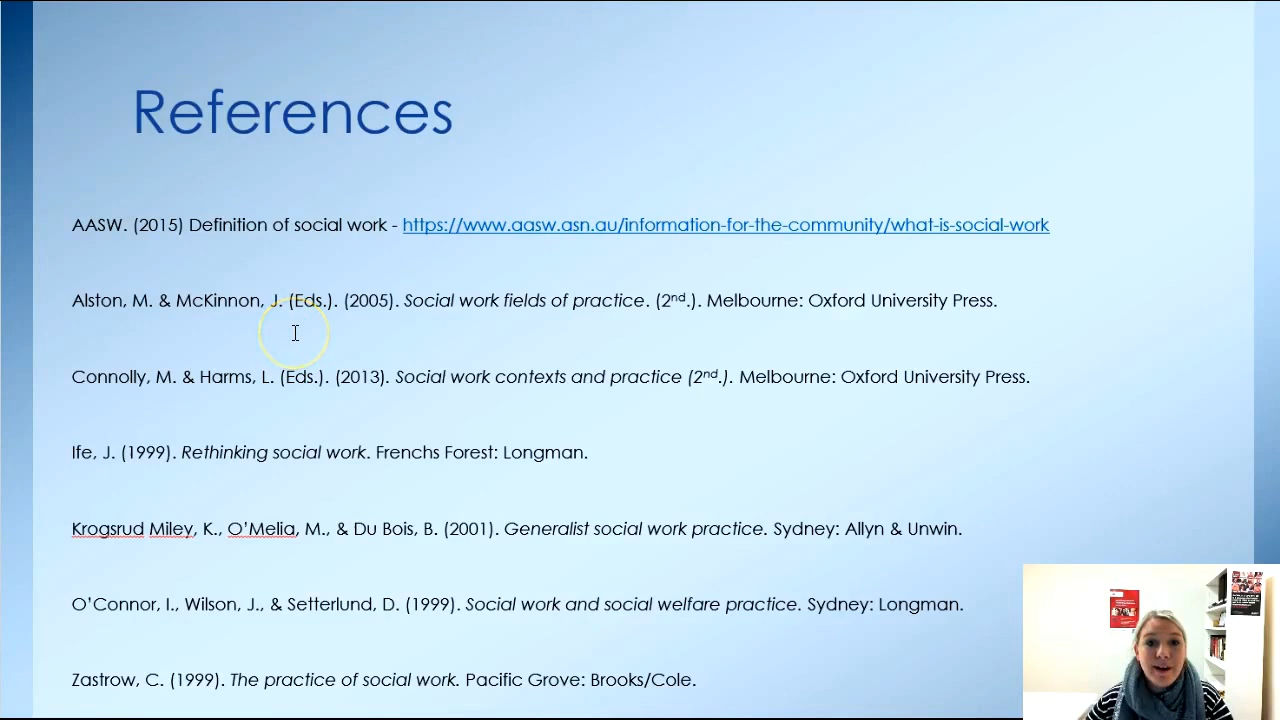 References
AASW. (2015) Definition of social work - https://www.aasw.asn.au/information-for-the-community/what-is-social-work
Alston, M. & McKinnon, J. (Eds.). (2005). Social work fields of practice. (2nd.). Melbourne: Oxford University Press.
Connolly, M. & Harms, L. (Eds.). (2013). Social work contexts and practice (2nd.). Melbourne: Oxford University Press.
Ife, J. (1999). Rethinking social work. Frenchs Forest: Longman.
Krogsrud Miley, K., O'Melia, M., & Du Bois, B. (2001). Generalist social work practice. Sydney: Allyn & Unwin.
O'Connor, I., Wilson, J., & Setterlund, D. (1999). Social work and social welfare practice. Sydney: Longman.
Zastrow, C. (1999). The practice of social work. Pacific Grove: Brooks/Cole.